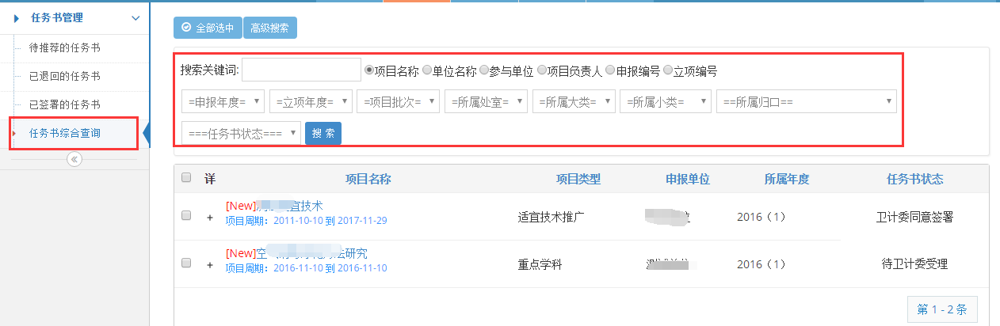 任务书管理
待推荐的任务书
已退回的任务书
已签署的任务书
任务书综合查询
全部选中 高级搜索
搜索关键词: 项目名称 单位名称 参与单位 项目负责人 申报编号 立项编号
=申报年度= =立项年度= =项目批次= =所属处室= =所属大类= =所属小类= ==所属归口==
===任务书状态=== 搜 索
详 项目名称 项目类型 申报单位 所属年度 任务书状态
[New] 宜技术
项目周期：2011-10-10 到 2017-11-29
+ 适宜技术推广 2016（1） 卫计委同意签署
[New]空 法研究
项目周期：2016-11-10 到 2016-11-10
+ 重点学科 2016（1） 待卫计委受理
第 1 - 2 条